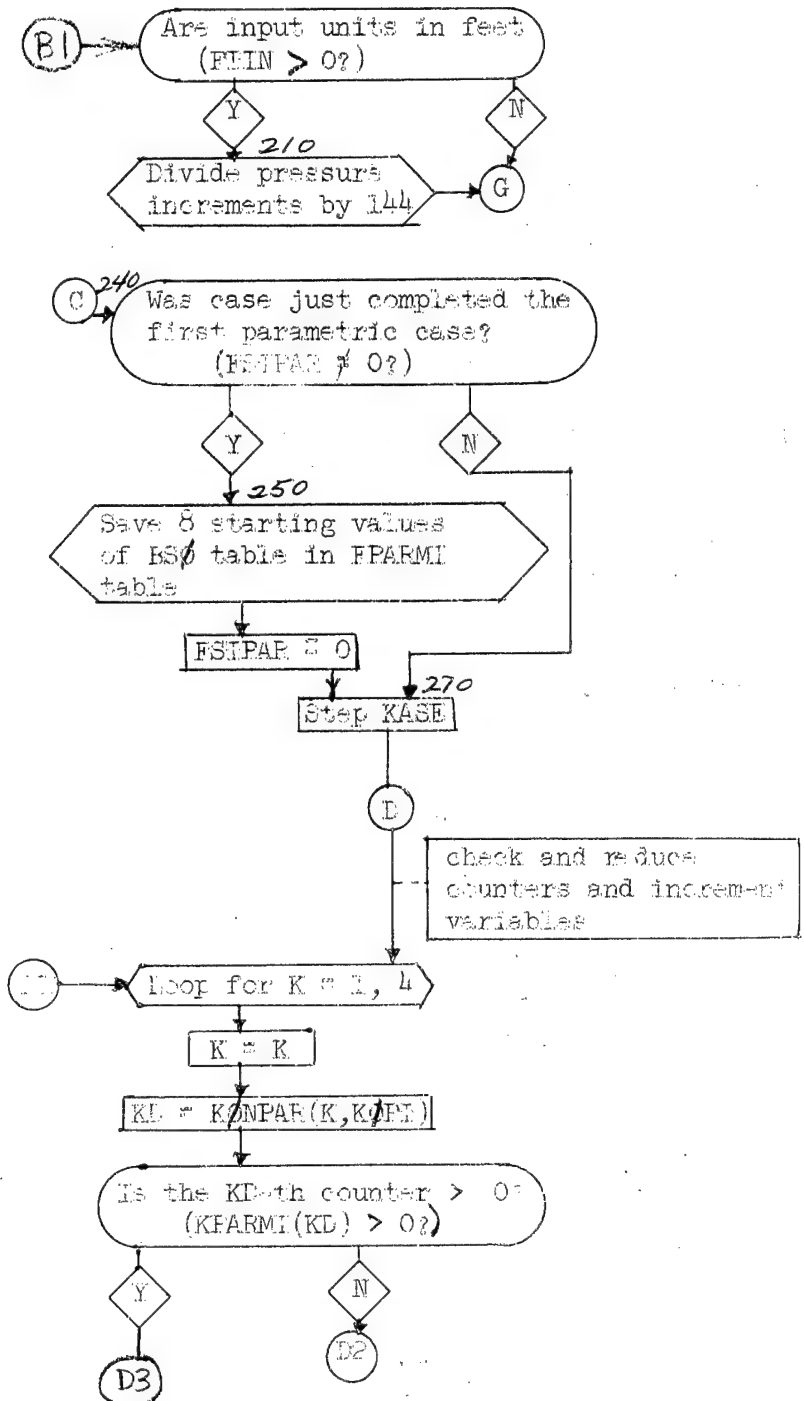 B1
Are input units in feet
(FTIN > 0?)
Y
N
210
Divide pressure
increments by 144
G
C
240
Was case just completed the
first parametric case?
(FSTPAR ≠ 0?)
Y
N
250
Save 8 starting values
of BSØ table in FPARMI
table
FSTPAR = 0
270
Step KASE
D
check and reduce
counters and increment
variables
Loop for K = 1, 4
K = K
KD = KØNPAR(K,KØPT)
Is the KD-th counter > 0?
(KPARMI(KD) > 0?)
Y
N
D3
D2